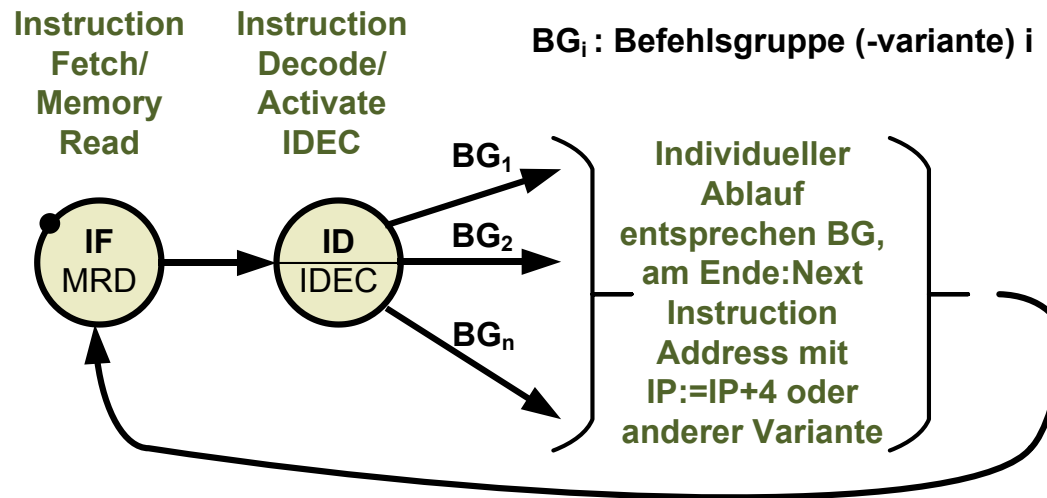 Instruction
Fetch/
Memory
Read
Instruction
Decode/
Activate
IDEC
BGi : Befehlsgruppe (-variante) i
IF
MRD
ID
IDEC
BG1
BG2
BGn
Individueller
Ablauf
entsprechen BG,
am Ende:Next
Instruction
Address mit
IP:=IP+4 oder
anderer Variante